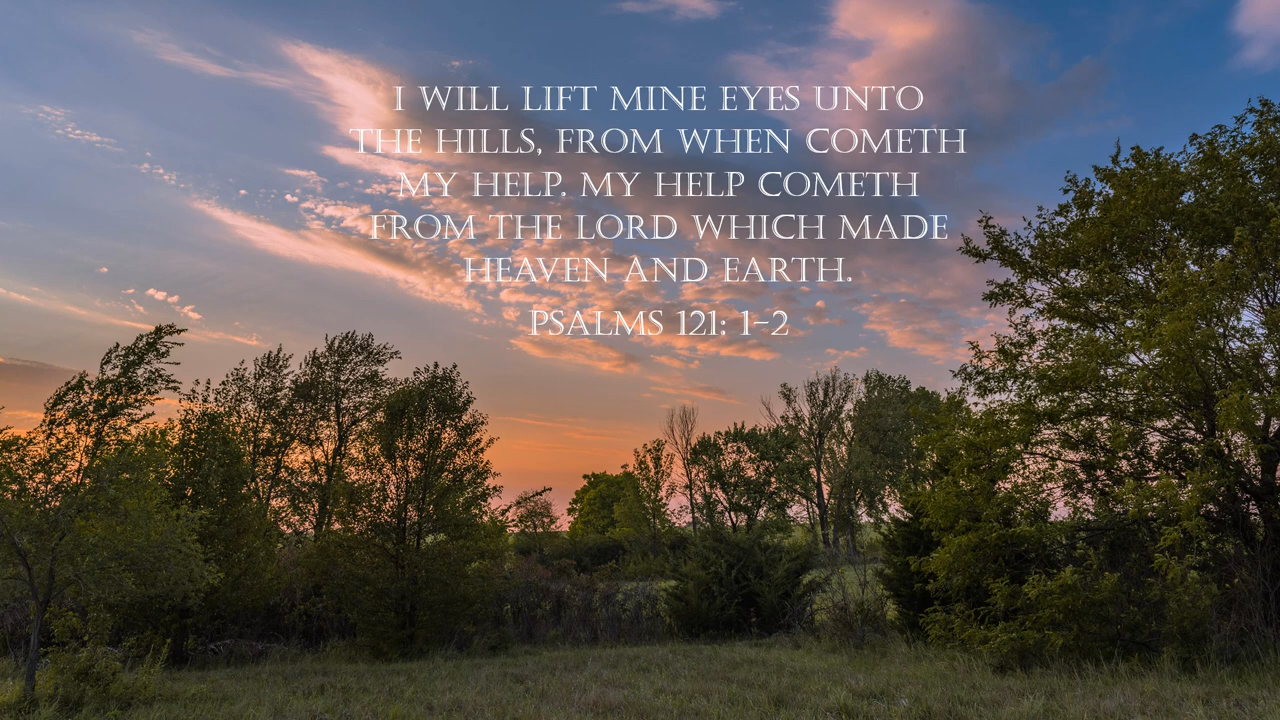 I WILL LIFT MINE EYES UNTO
THE HILLS, FROM WHEN COMETH
MY HELP. MY HELP COMETH
FROM THE LORD WHICH MADE
HEAVEN AND EARTH.
PSALMS 121: 1-2